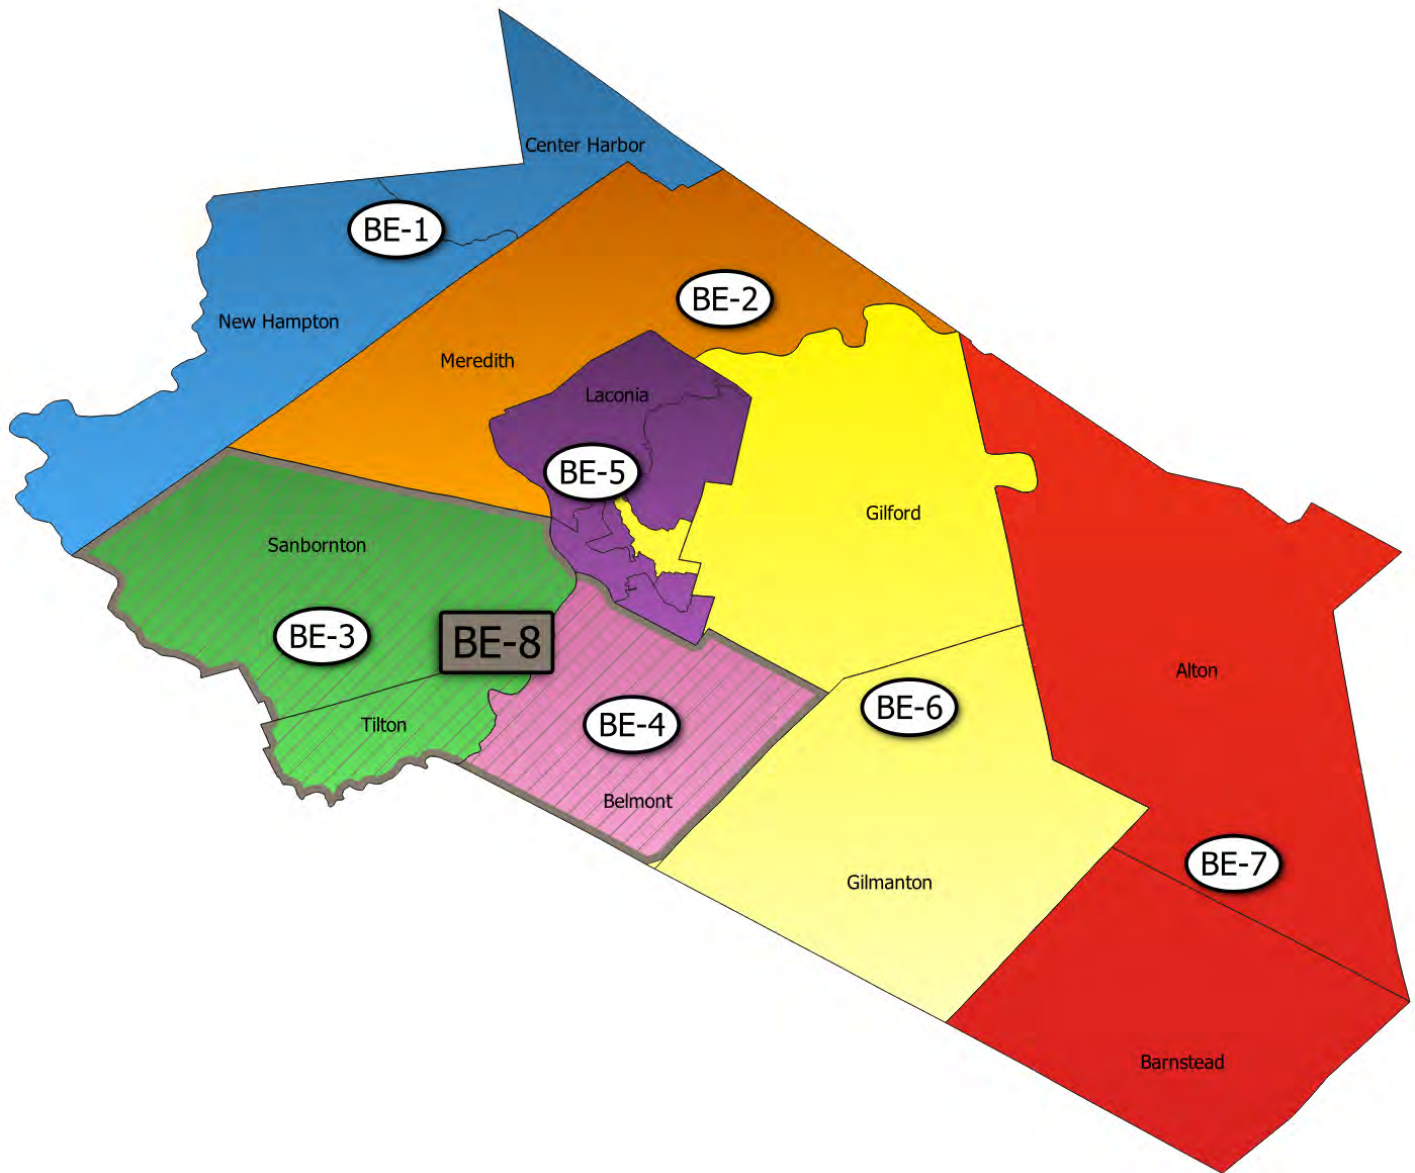 Center Harbor
BE-1
BE-2
New Hampton
Meredith
Laconia
BE-5
Gilford
Sanbornton
BE-3
BE-8
Alton
BE-6
Tilton
BE-4
Belmont
BE-7
Gilmanton
Barnstead